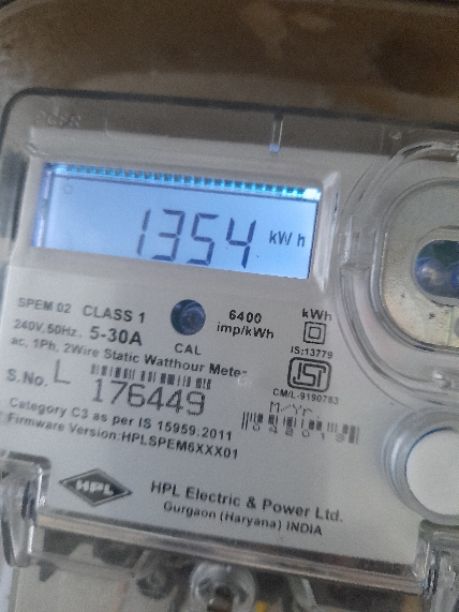 1354 kWh
SPEM 02 CLASS 1
6400
imp/kWh
kWh
240V, 50Hz, 5-30A
CAL
IS:13779
ac, 1Ph, 2Wire Static Watthour Meter
S.No. L 176449
CM/L-9190783
M/Yr.
Category C3 as per IS 15959:2011
Firmware Version:HPLSPEM6XXX01
HPL
HPL Electric & Power Ltd.
Gurgaon (Haryana) INDIA